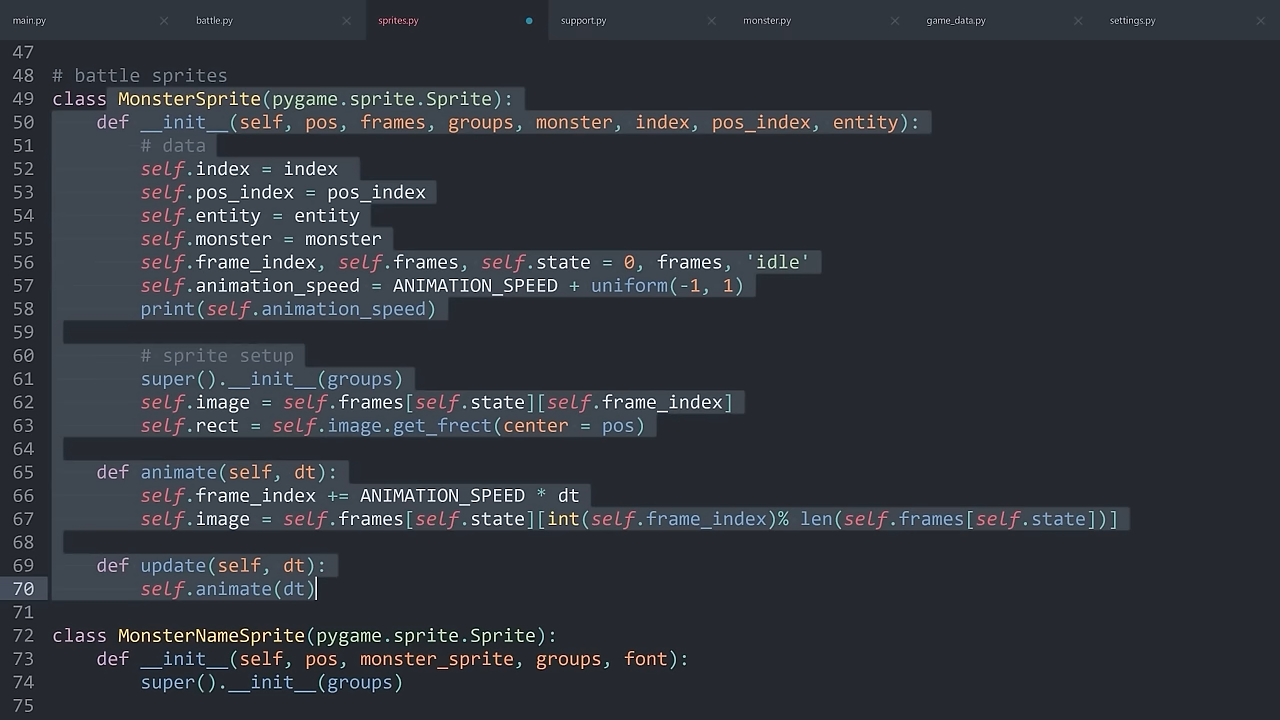 main.py battle.py sprites.py support.py monster.py game_data.py settings.py
47
48 # battle sprites
49 class MonsterSprite(pygame.sprite.Sprite):
50     def __init__(self, pos, frames, groups, monster, index, pos_index, entity):
51         # data
52         self.index = index
53         self.pos_index = pos_index
54         self.entity = entity
55         self.monster = monster
56         self.frame_index, self.frames, self.state = 0, frames, 'idle'
57         self.animation_speed = ANIMATION_SPEED + uniform(-1, 1)
58         print(self.animation_speed)
59
60         # sprite setup
61         super().__init__(groups)
62         self.image = self.frames[self.state][self.frame_index]
63         self.rect = self.image.get_frect(center = pos)
64
65     def animate(self, dt):
66         self.frame_index += ANIMATION_SPEED * dt
67         self.image = self.frames[self.state][int(self.frame_index)% len(self.frames[self.state])]
68
69     def update(self, dt):
70         self.animate(dt)
71
72 class MonsterNameSprite(pygame.sprite.Sprite):
73     def __init__(self, pos, monster_sprite, groups, font):
74         super().__init__(groups)
75